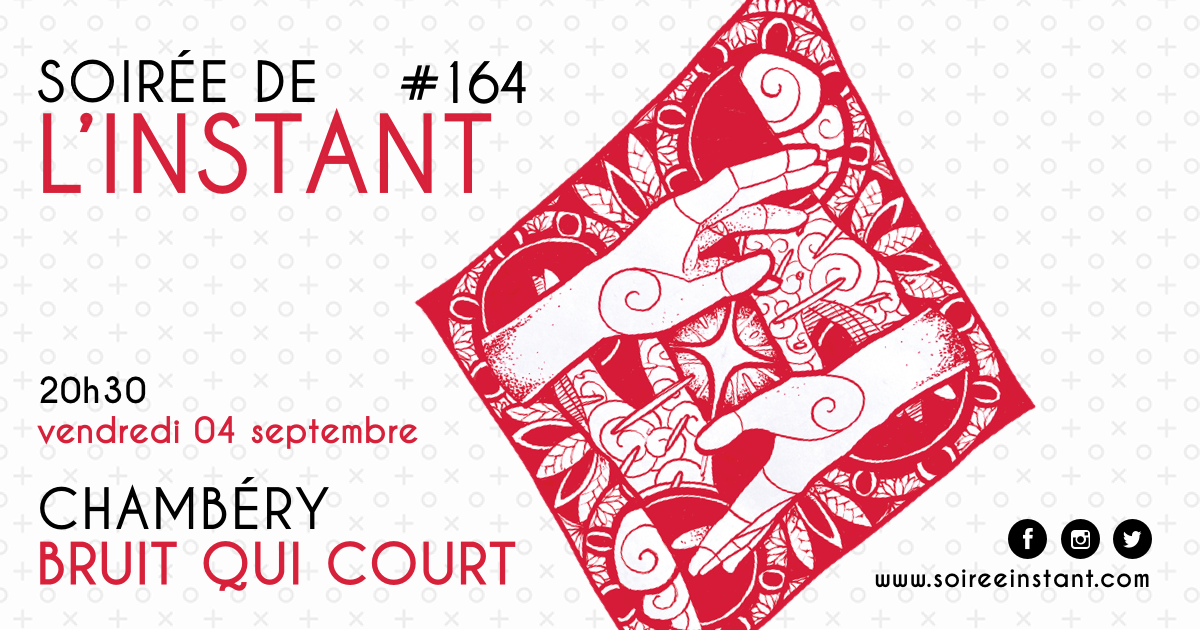 SOIRÉE DE #164
L'INSTANT
20h30
vendredi 04 septembre
CHAMBÉRY
BRUIT QUI COURT
www.soireeinstant.com